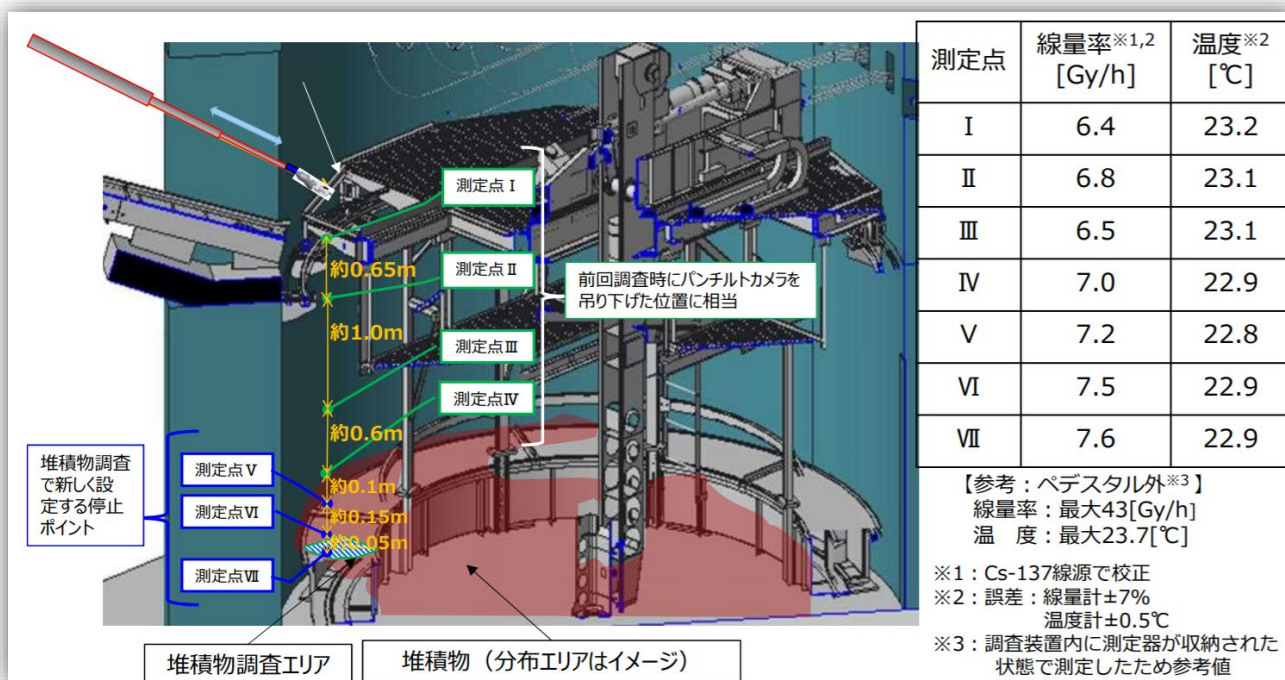 測定点Ⅰ
測定点Ⅱ
測定点Ⅲ
測定点Ⅳ
約0.65m
約1.0m
約0.6m
約0.1m
約0.15m
約0.05m
前回調査時にパンチルトカメラを
吊り下げた位置に相当
堆積物調査
で新しく設
定する停止
ポイント
測定点Ⅴ
測定点Ⅵ
測定点Ⅶ
堆積物調査エリア
堆積物（分布エリアはイメージ）
測定点 線量率※1,2 [Gy/h] 温度※2 [℃]
Ⅰ 6.4 23.2
Ⅱ 6.8 23.1
Ⅲ 6.5 23.1
Ⅳ 7.0 22.9
Ⅴ 7.2 22.8
Ⅵ 7.5 22.9
Ⅶ 7.6 22.9
【参考：ペデスタル外※3】
線量率：最大43[Gy/h]
温　度：最大23.7[℃]
※1：Cs-137線源で校正
※2：誤差：線量計±7%
温度計±0.5℃
※3：調査装置内に測定器が収納された
状態で測定したため参考値